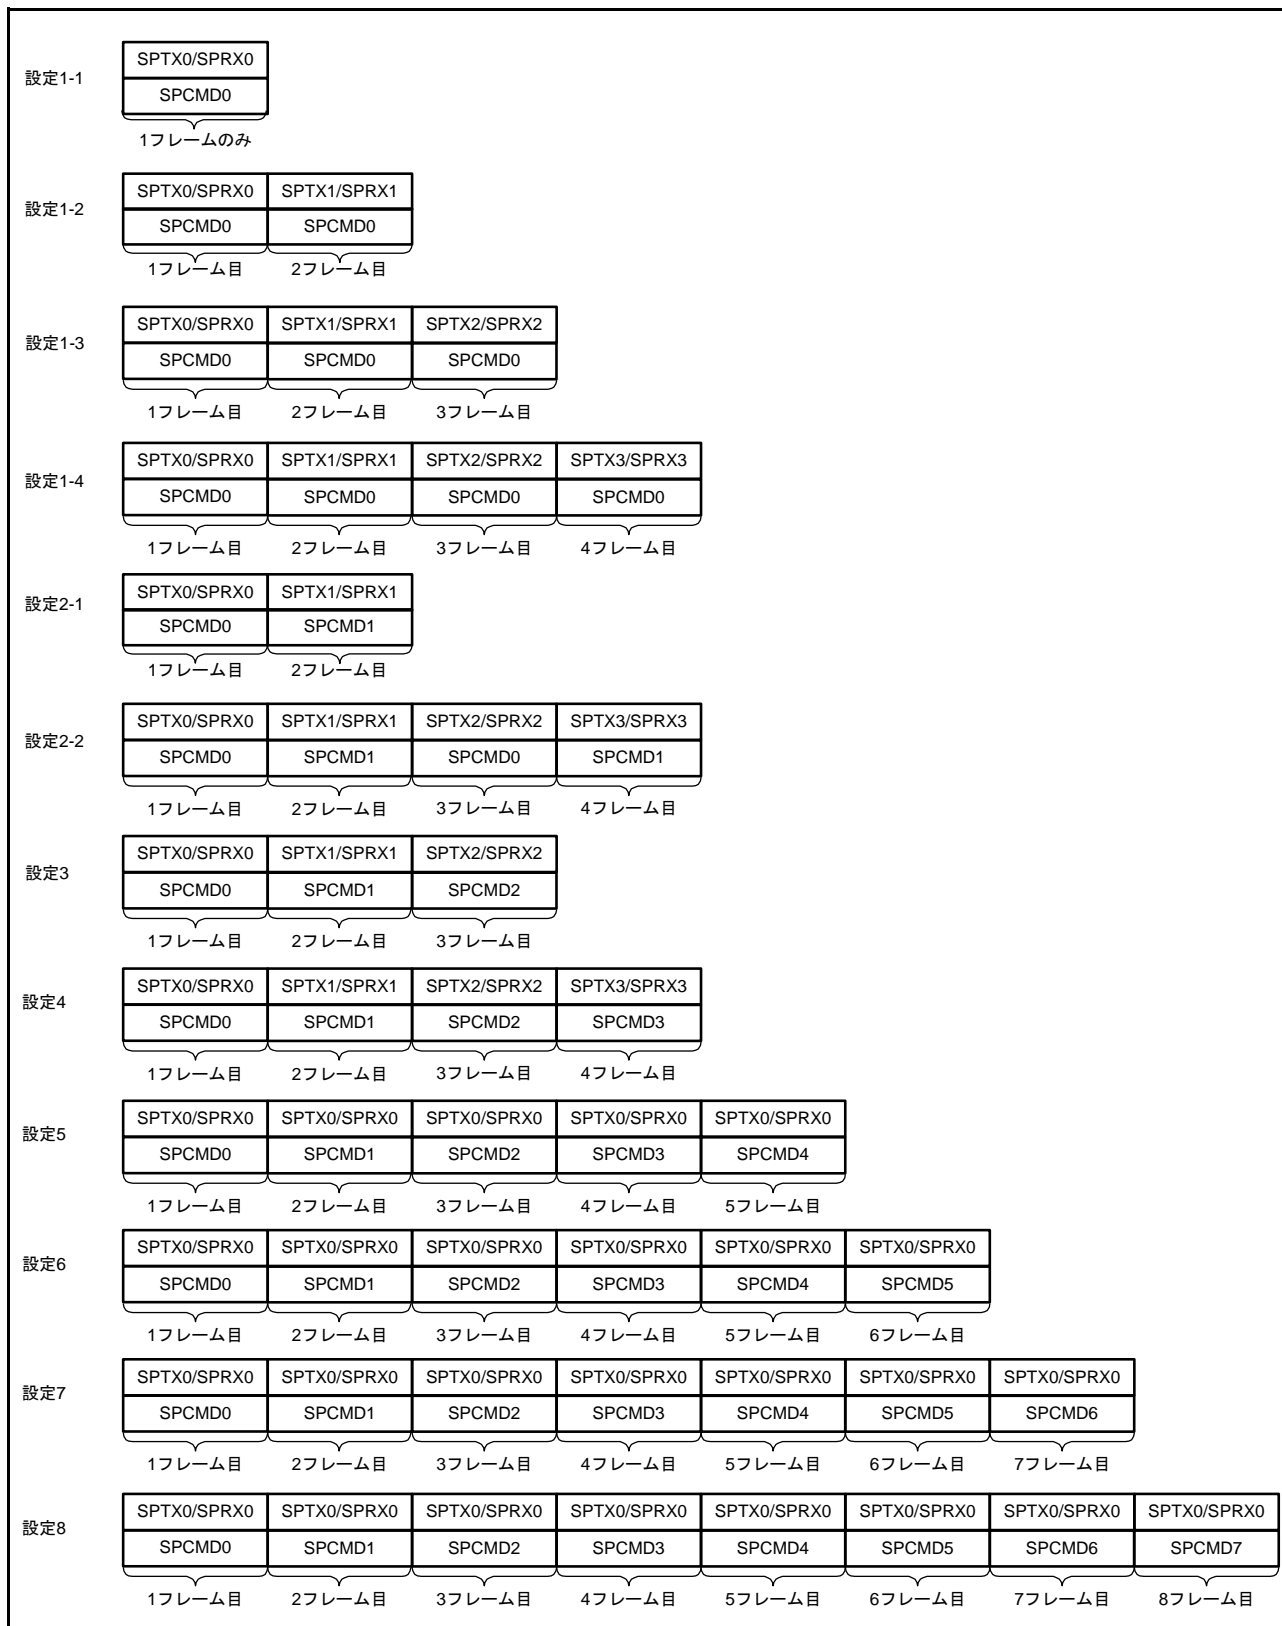 設定1-1
SPTX0/SPRX0
SPCMD0
1フレームのみ
設定1-2
SPTX0/SPRX0 SPTX1/SPRX1
SPCMD0 SPCMD0
1フレーム目 2フレーム目
設定1-3
SPTX0/SPRX0 SPTX1/SPRX1 SPTX2/SPRX2
SPCMD0 SPCMD0 SPCMD0
1フレーム目 2フレーム目 3フレーム目
設定1-4
SPTX0/SPRX0 SPTX1/SPRX1 SPTX2/SPRX2 SPTX3/SPRX3
SPCMD0 SPCMD0 SPCMD0 SPCMD0
1フレーム目 2フレーム目 3フレーム目 4フレーム目
設定2-1
SPTX0/SPRX0 SPTX1/SPRX1
SPCMD0 SPCMD1
1フレーム目 2フレーム目
設定2-2
SPTX0/SPRX0 SPTX1/SPRX1 SPTX2/SPRX2 SPTX3/SPRX3
SPCMD0 SPCMD1 SPCMD0 SPCMD1
1フレーム目 2フレーム目 3フレーム目 4フレーム目
設定3
SPTX0/SPRX0 SPTX1/SPRX1 SPTX2/SPRX2
SPCMD0 SPCMD1 SPCMD2
1フレーム目 2フレーム目 3フレーム目
設定4
SPTX0/SPRX0 SPTX1/SPRX1 SPTX2/SPRX2 SPTX3/SPRX3
SPCMD0 SPCMD1 SPCMD2 SPCMD3
1フレーム目 2フレーム目 3フレーム目 4フレーム目
設定5
SPTX0/SPRX0 SPTX0/SPRX0 SPTX0/SPRX0 SPTX0/SPRX0 SPTX0/SPRX0
SPCMD0 SPCMD1 SPCMD2 SPCMD3 SPCMD4
1フレーム目 2フレーム目 3フレーム目 4フレーム目 5フレーム目
設定6
SPTX0/SPRX0 SPTX0/SPRX0 SPTX0/SPRX0 SPTX0/SPRX0 SPTX0/SPRX0 SPTX0/SPRX0
SPCMD0 SPCMD1 SPCMD2 SPCMD3 SPCMD4 SPCMD5
1フレーム目 2フレーム目 3フレーム目 4フレーム目 5フレーム目 6フレーム目
設定7
SPTX0/SPRX0 SPTX0/SPRX0 SPTX0/SPRX0 SPTX0/SPRX0 SPTX0/SPRX0 SPTX0/SPRX0 SPTX0/SPRX0
SPCMD0 SPCMD1 SPCMD2 SPCMD3 SPCMD4 SPCMD5 SPCMD6
1フレーム目 2フレーム目 3フレーム目 4フレーム目 5フレーム目 6フレーム目 7フレーム目
設定8
SPTX0/SPRX0 SPTX0/SPRX0 SPTX0/SPRX0 SPTX0/SPRX0 SPTX0/SPRX0 SPTX0/SPRX0 SPTX0/SPRX0 SPTX0/SPRX0
SPCMD0 SPCMD1 SPCMD2 SPCMD3 SPCMD4 SPCMD5 SPCMD6 SPCMD7
1フレーム目 2フレーム目 3フレーム目 4フレーム目 5フレーム目 6フレーム目 7フレーム目 8フレーム目